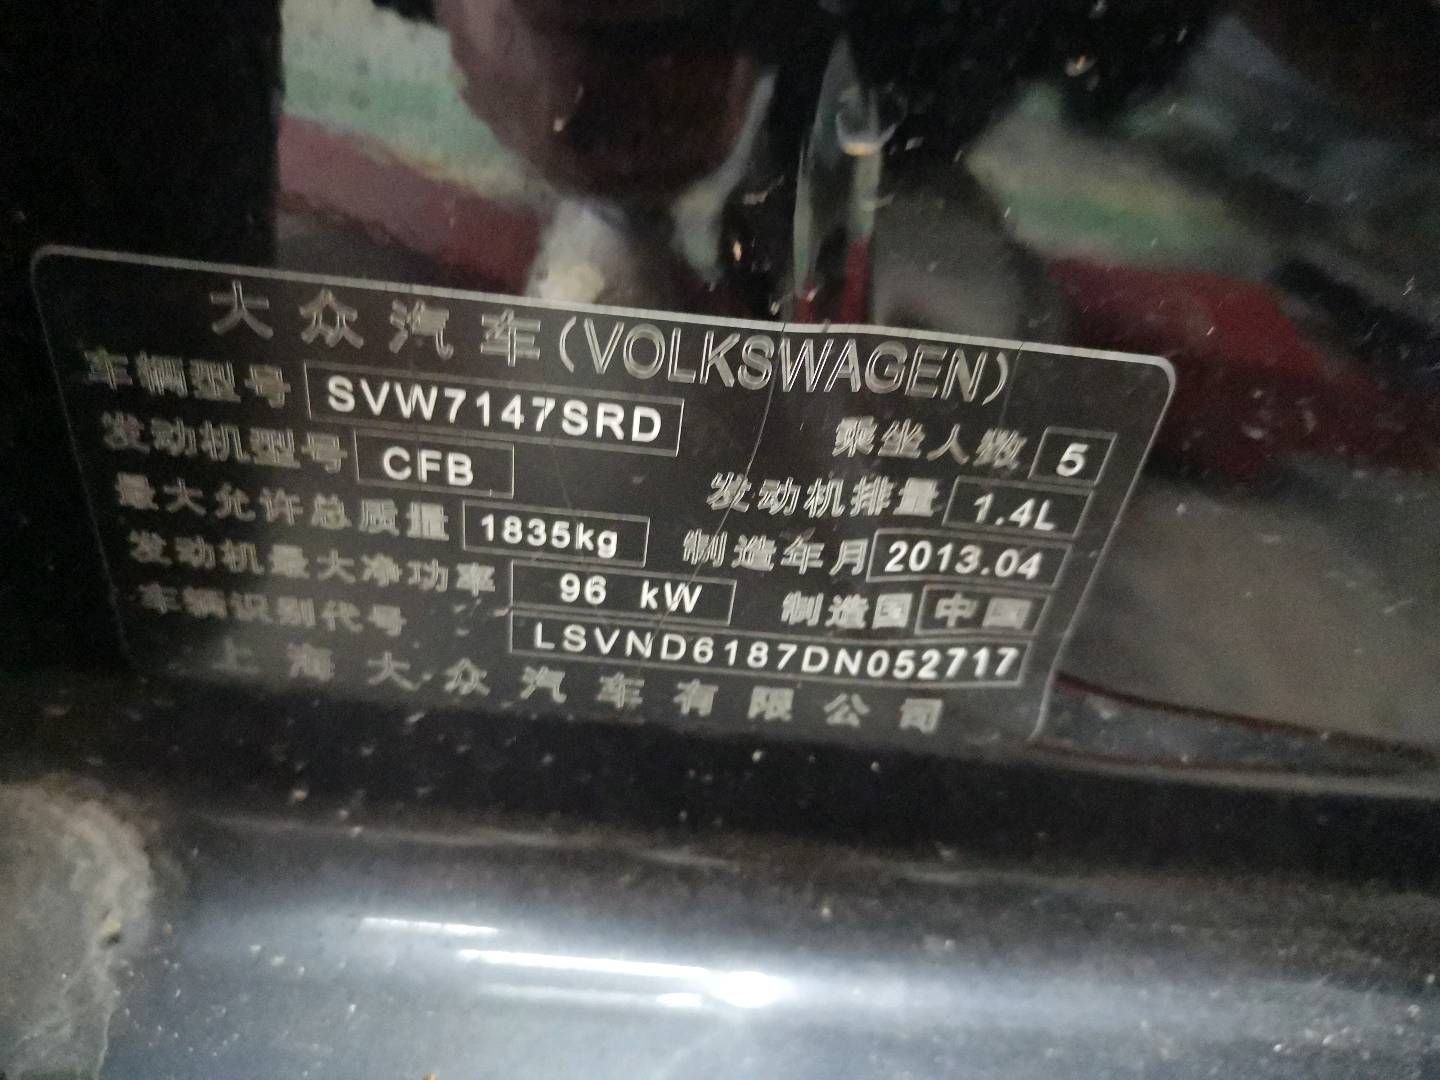 大众汽车(VOLKSWAGEN)
车辆型号 SVW7147SRD 乘坐人数 5
发动机型号 CFB 发动机排量 1.4L
最大允许总质量 1835kg 制造年月 2013.04
发动机最大净功率 96 kW 制造国 中国
车辆识别代号 LSVND6187DN052717
上海大众汽车有限公司